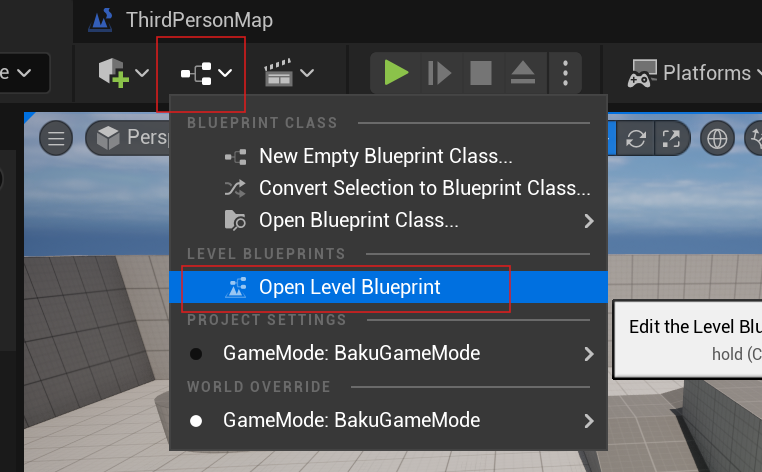 ThirdPersonMap
Platforms
BLUEPRINT CLASS
New Empty Blueprint Class...
Convert Selection to Blueprint Class...
Open Blueprint Class...
LEVEL BLUEPRINTS
Open Level Blueprint
Edit the Level Blu
PROJECT SETTINGS
hold (C
GameMode: BakuGameMode
WORLD OVERRIDE
GameMode: BakuGameMode